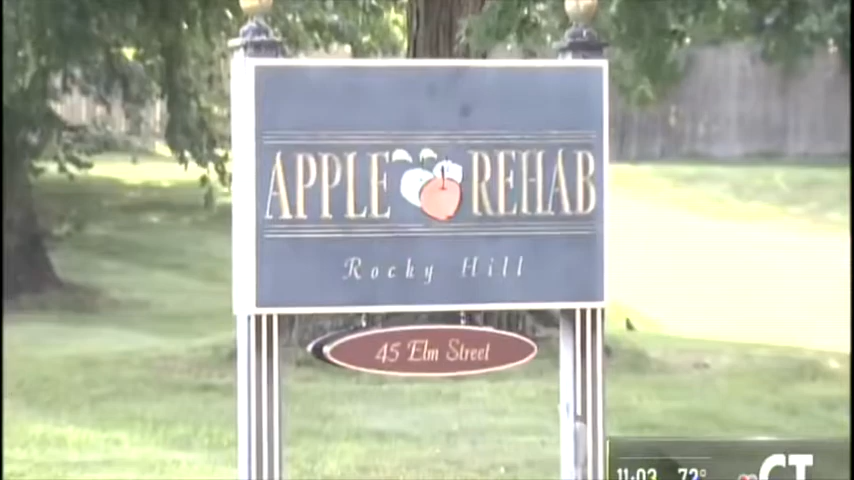 APPLE REHAB
Rocky Hill
45 Elm Street
11:03 72° CT